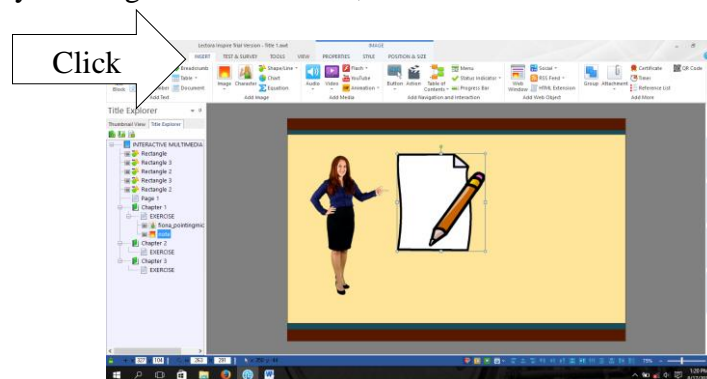 Click
Lectora Inspire Trial Version - Title 1.awt
IMAGE
INSERT TEST & SURVEY TOOLS VIEW PROPERTIES STYLE POSITION & SIZE
Breadcrumb
Table
Document
Block
Add Text
Image
Character
Shape/Line
Chart
Equation
Add Image
Audio
Video
Flash
YouTube
Animation
Add Media
Button
Action
Table of Contents
Menu
Status Indicator
Progress Bar
Add Navigation and Interaction
Web Window
Social
RSS Feed
HTML Extension
Add Web Object
Group
Attachment
Certificate
Timer
Reference List
QR Code
Add More
Title Explorer
Thumbnail View Title Explorer
INTERACTIVE MULTIMEDIA
Rectangle
Rectangle 3
Rectangle 2
Rectangle 3
Rectangle 2
Page 1
Chapter 1
EXERCISE
fiona_pointingmic
Chapter 2
EXERCISE
Chapter 3
EXERCISE
1:20 PM